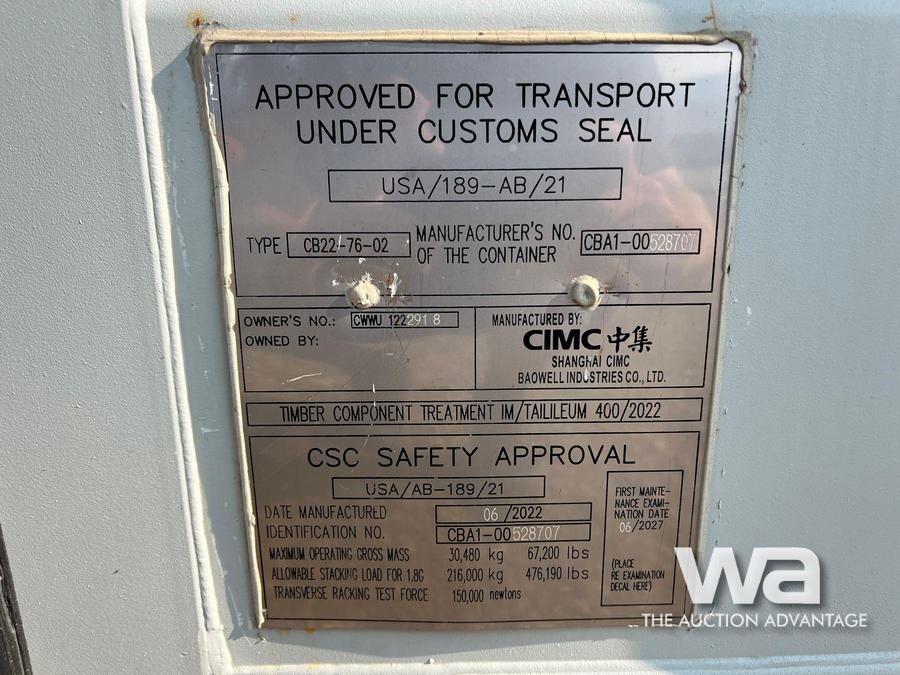 APPROVED FOR TRANSPORT
UNDER CUSTOMS SEAL
USA/189-AB/21
TYPE CB22-76-02
MANUFACTURER'S NO.
OF THE CONTAINER
CBA1-00528707
OWNER'S NO.: CWWU 122291 8
OWNED BY:
MANUFACTURED BY:
CIMC 中集
SHANGHAI CIMC
BAOWELL INDUSTRIES CO., LTD.
TIMBER COMPONENT TREATMENT IM/TAILILEUM 400/2022
CSC SAFETY APPROVAL
USA/AB-189/21
DATE MANUFACTURED 06/2022
IDENTIFICATION NO. CBA1-00528707
MAXIMUM OPERATING GROSS MASS 30,480 kg 67,200 lbs
ALLOWABLE STACKING LOAD FOR 1.8G 216,000 kg 476,190 lbs
TRANSVERSE RACKING TEST FORCE 150,000 newtons
FIRST MAINTE-
NANCE EXAMI-
NATION DATE
06/2027
(PLACE
RE EXAMINATION
DECAL HERE)
wa
THE AUCTION ADVANTAGE